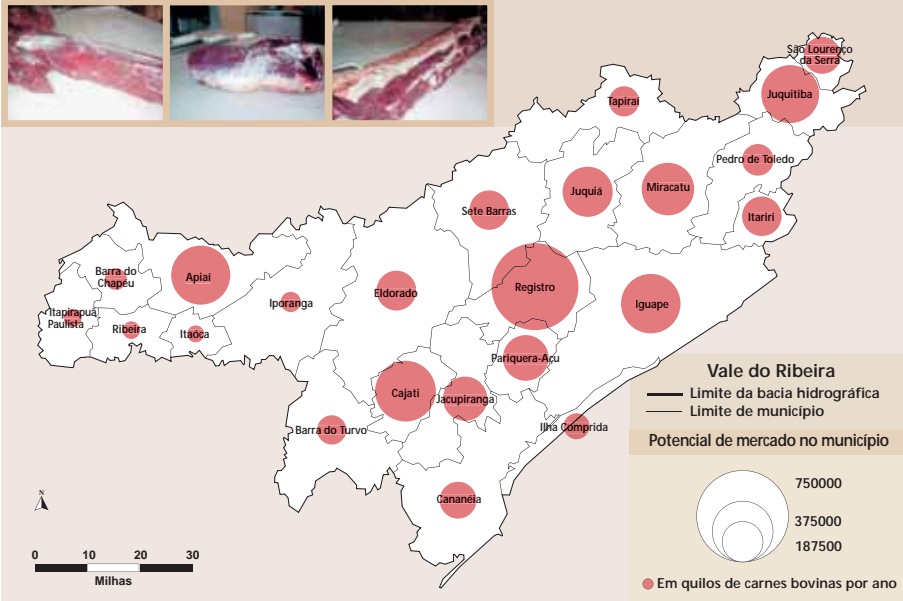 São Lourenço
da Serra
Juquitiba
Tapiraí
Pedro de Toledo
Juquiá
Miracatu
Sete Barras
Itariri
Barra do
Chapéu
Apiaí
Registro
Eldorado
Iporanga
Iguape
Itapirapuã
Paulista
Ribeira
Itaóca
Pariquera-Açu
Cajati
Jacupiranga
Barra do Turvo
Ilha Comprida
Cananéia
Vale do Ribeira
Limite da bacia hidrográfica
Limite de município
Potencial de mercado no município
750000
375000
187500
Em quilos de carnes bovinas por ano
N
0 10 20 30
Milhas